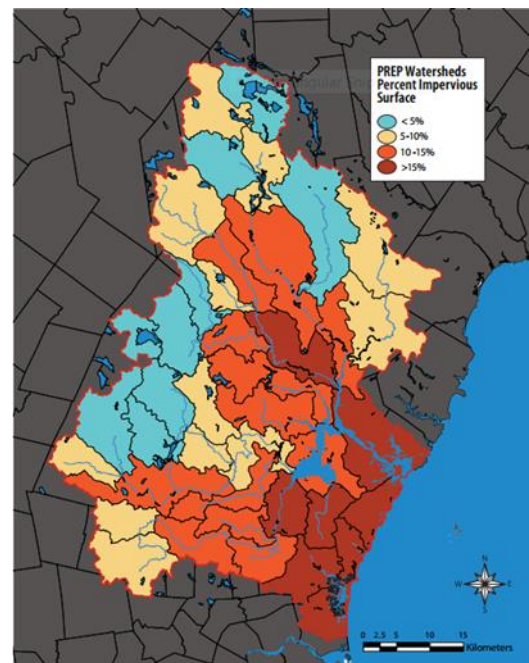 PREP Watersheds
Percent Impervious
Surface
< 5%
5-10%
10-15%
>15%
N
W
E
S
0 2.5 5 10 15
Kilometers